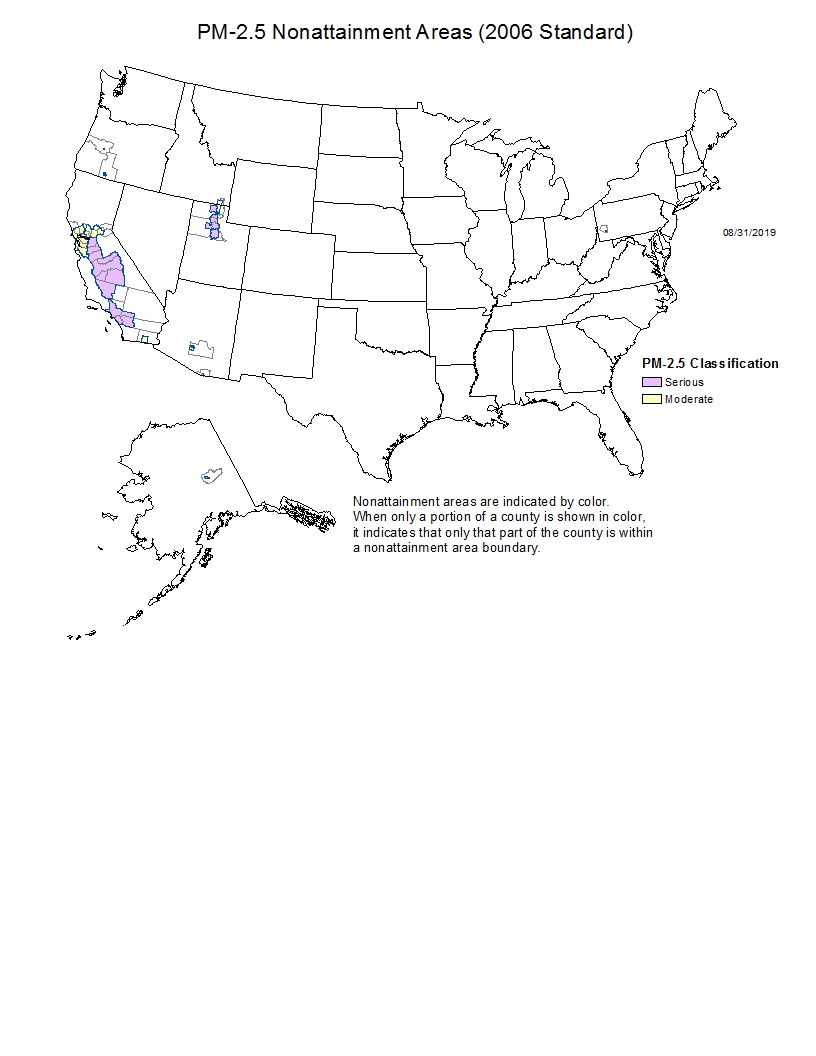 PM-2.5 Nonattainment Areas (2006 Standard)
08/31/2019
PM-2.5 Classification
Serious
Moderate
Nonattainment areas are indicated by color.
When only a portion of a county is shown in color,
it indicates that only that part of the county is within
a nonattainment area boundary.